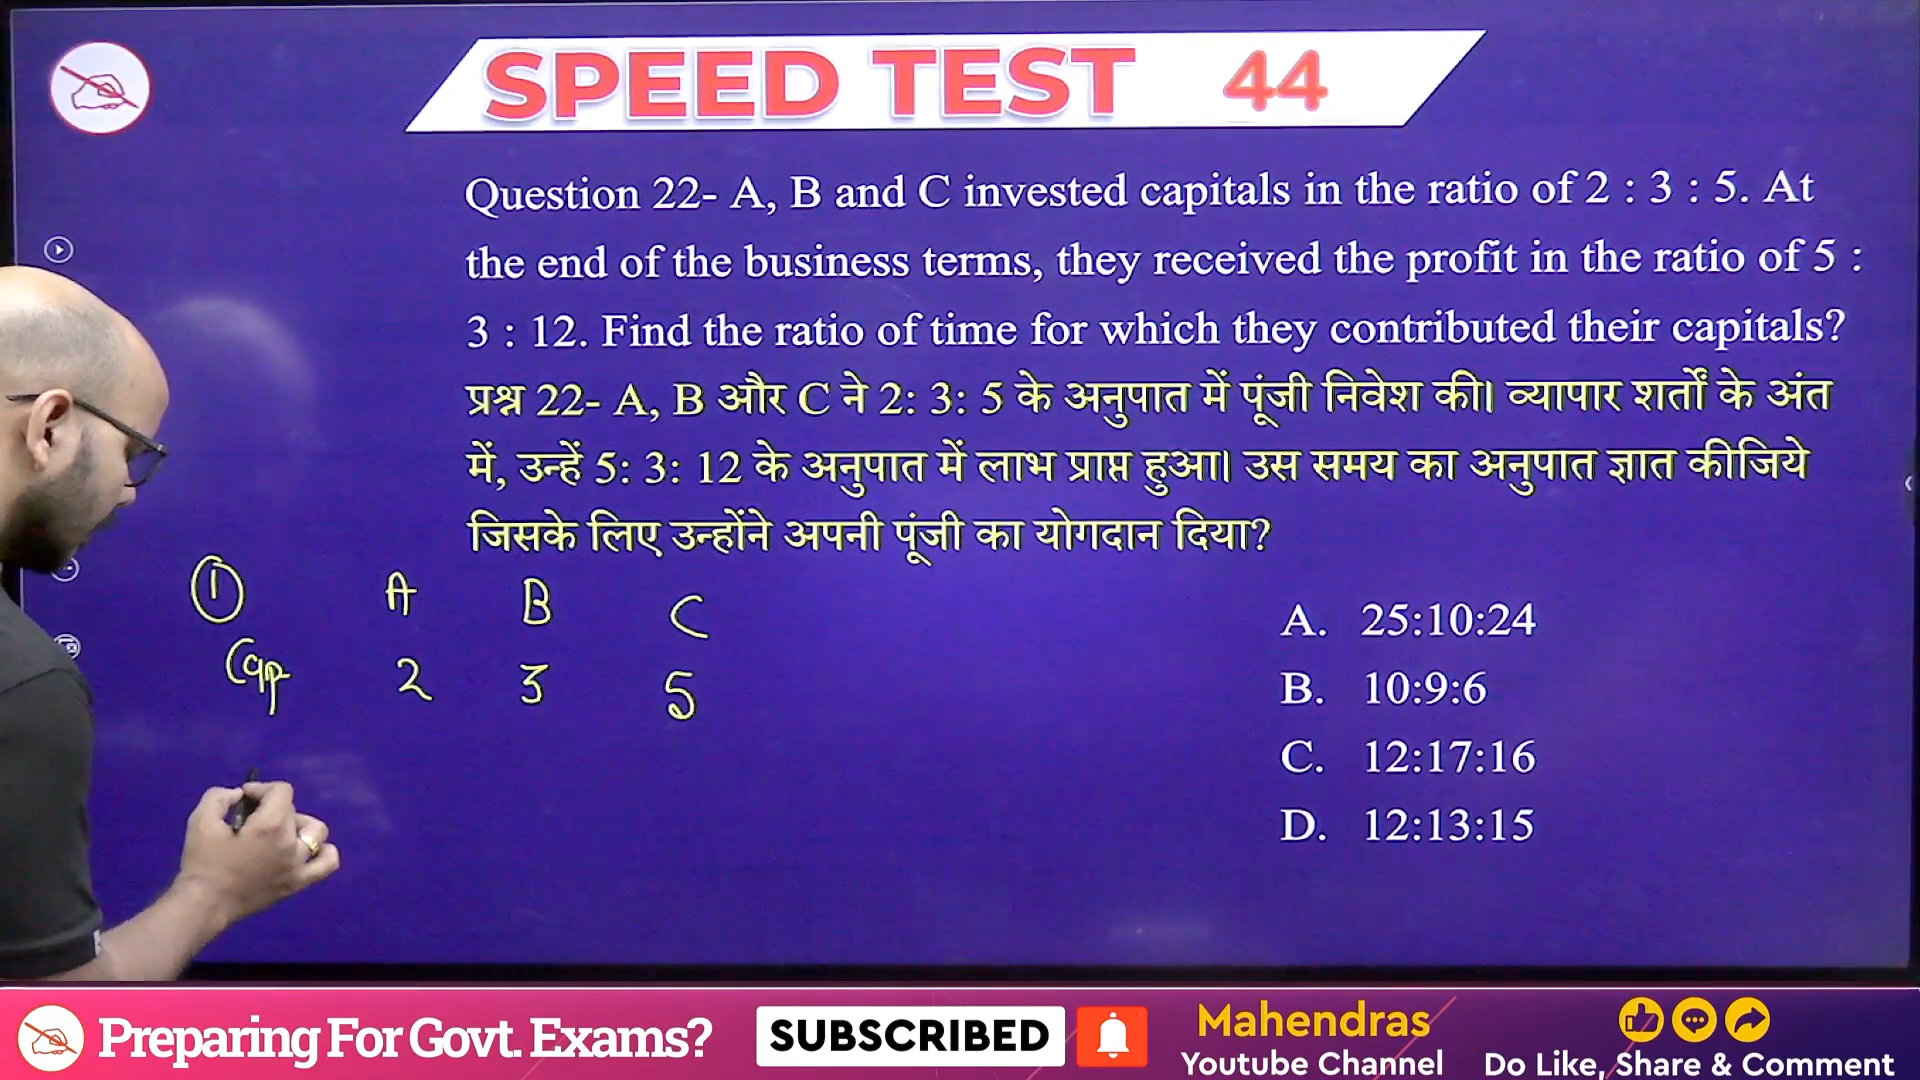 SPEED TEST 44
Question 22- A, B and C invested capitals in the ratio of 2 : 3 : 5. At
the end of the business terms, they received the profit in the ratio of 5 :
3 : 12. Find the ratio of time for which they contributed their capitals?
प्रश्न 22- A, B और C ने 2: 3: 5 के अनुपात में पूंजी निवेश की। व्यापार शर्तों के अंत
में, उन्हें 5: 3: 12 के अनुपात में लाभ प्राप्त हुआ। उस समय का अनुपात ज्ञात कीजिये
जिसके लिए उन्होंने अपनी पूंजी का योगदान दिया?
① A B C
Cap 2 3 5
A. 25:10:24
B. 10:9:6
C. 12:17:16
D. 12:13:15
Preparing For Govt. Exams?
SUBSCRIBED
Mahendras
Youtube Channel
Do Like, Share & Comment